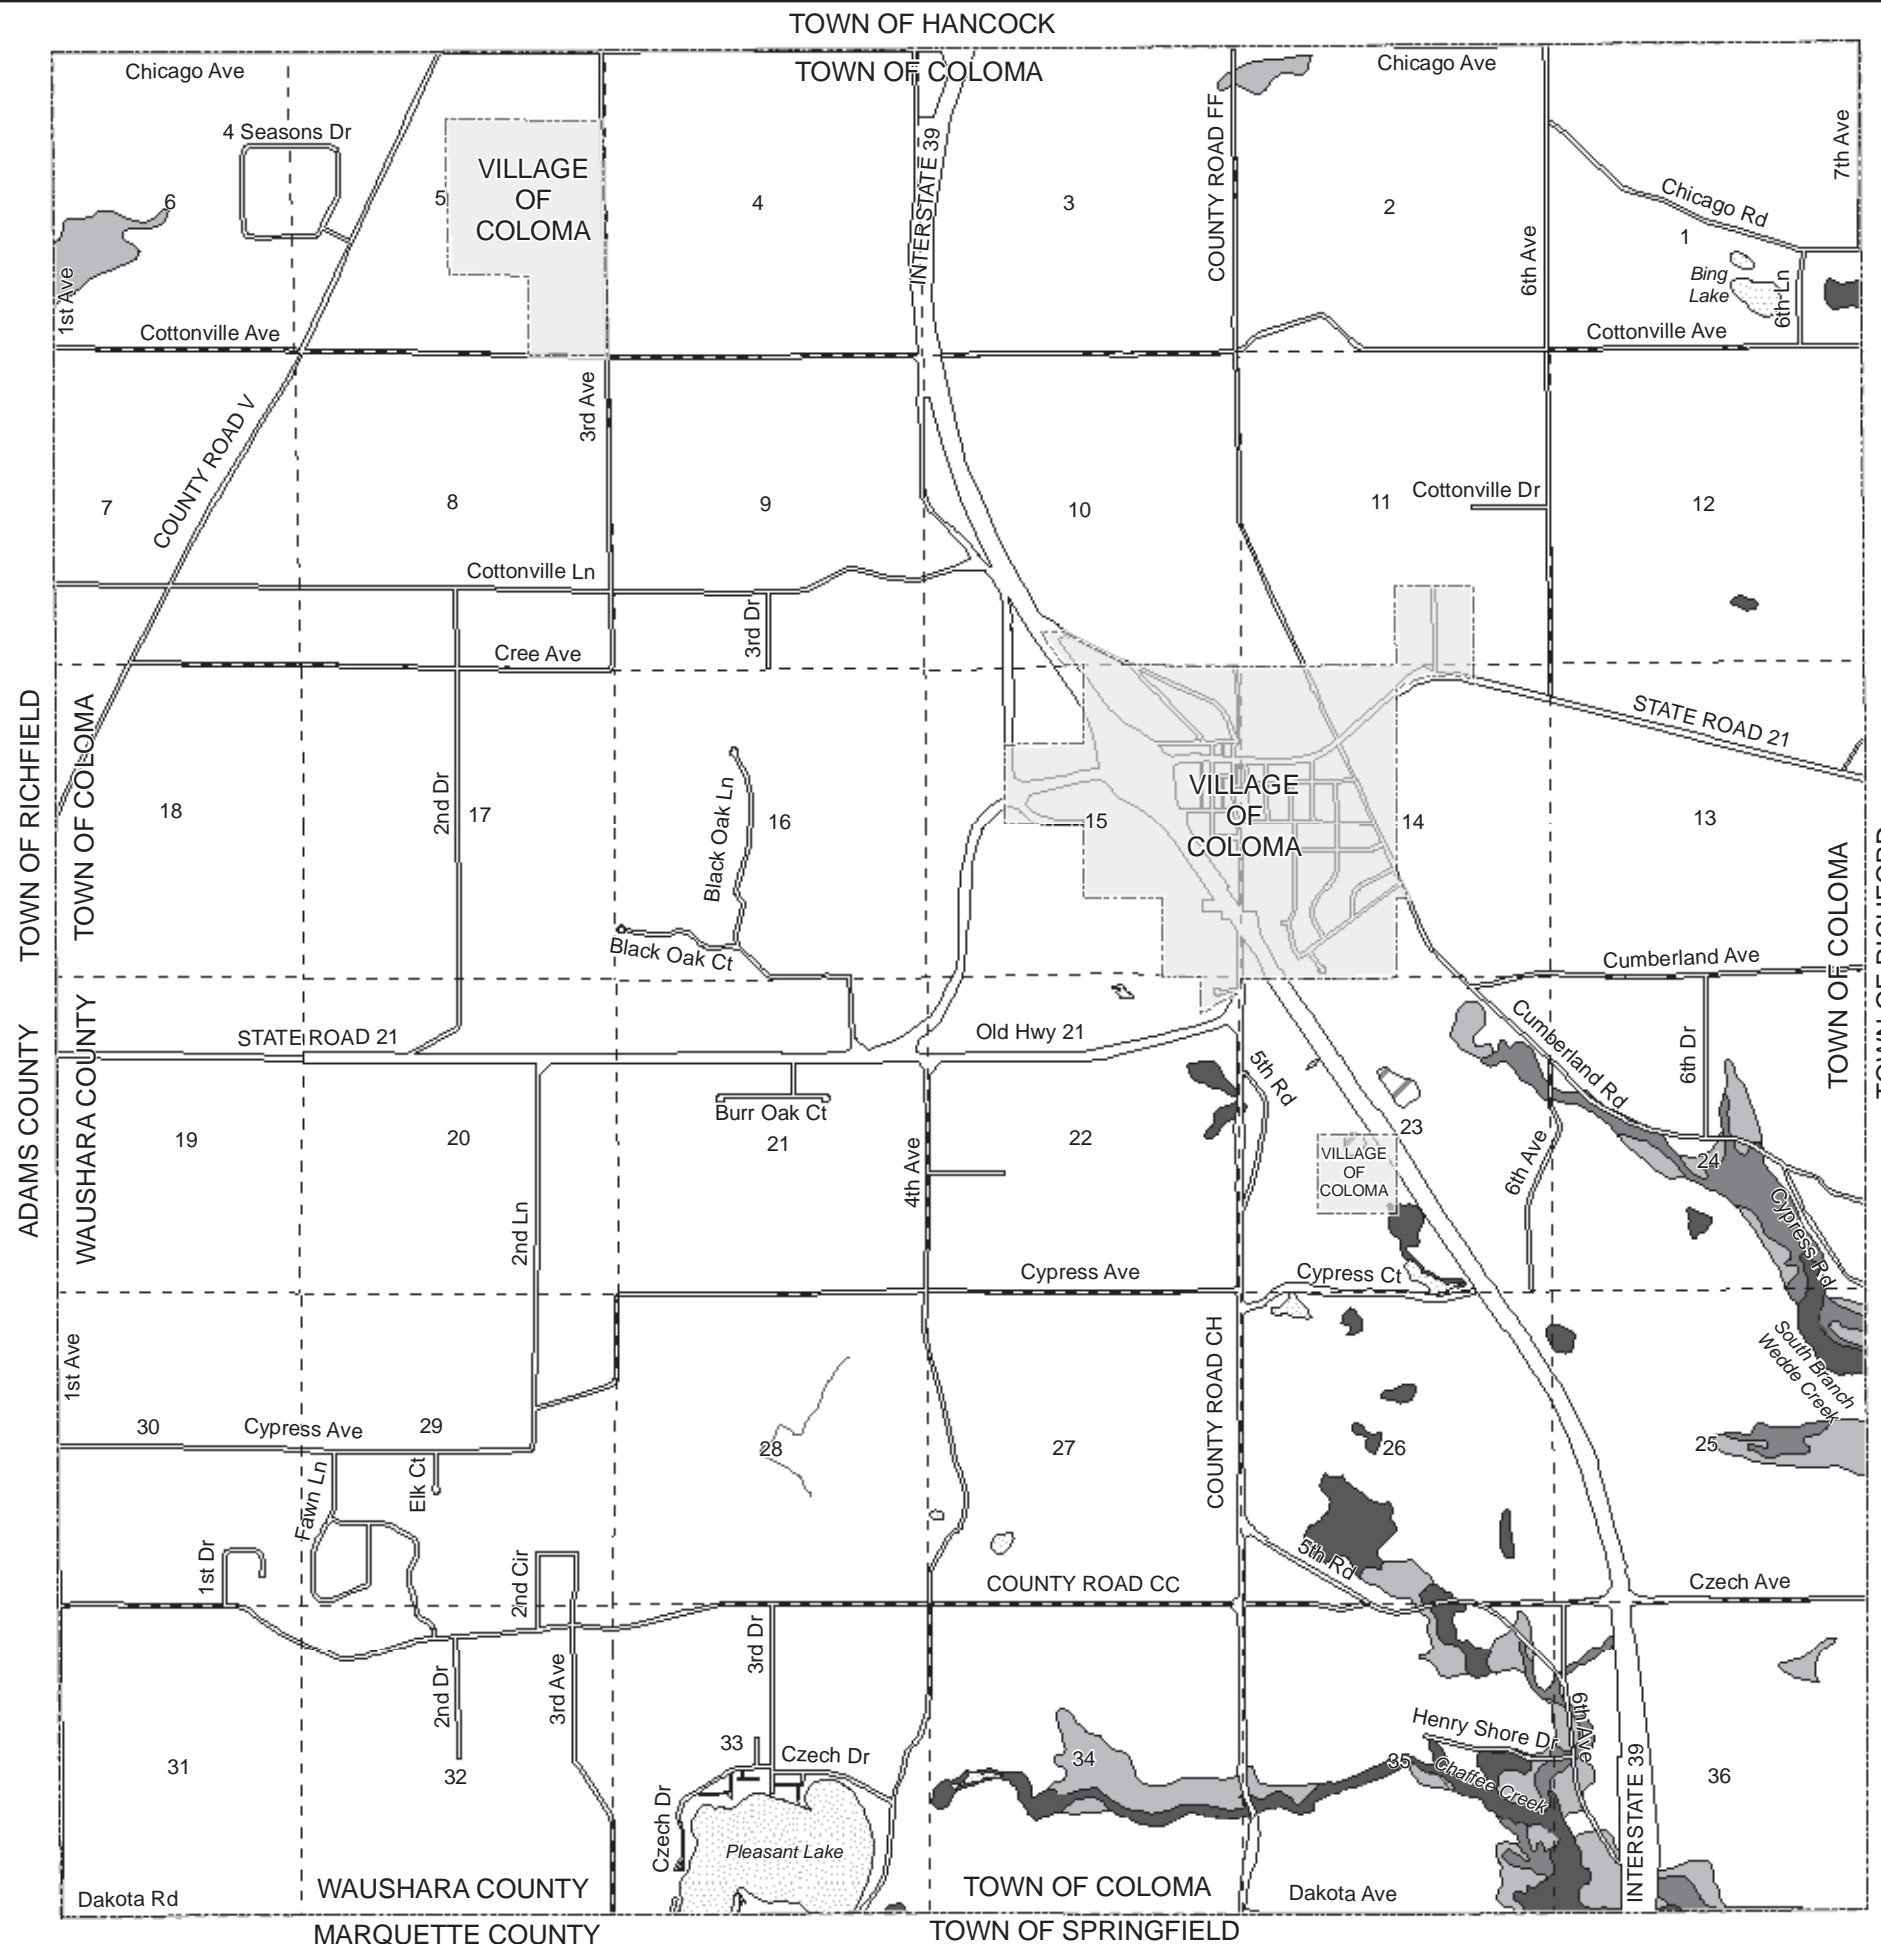 TOWN OF HANCOCK
TOWN OF COLOMA
Chicago Ave
Chicago Ave
4 Seasons Dr
VILLAGE
OF
COLOMA
INTERSTATE 39
COUNTY ROAD FF
7th Ave
Chicago Rd
6
5
4
3
2
1
6th Ave
Bing
Lake
6th Ln
1st Ave
Cottonville Ave
Cottonville Ave
3rd Ave
COUNTY ROAD V
7
8
9
10
11
Cottonville Dr
12
Cottonville Ln
3rd Dr
Cree Ave
STATE ROAD 21
TOWN OF RICHFIELD
TOWN OF COLOMA
18
2nd Dr
17
Black Oak Ln
16
15
VILLAGE
OF
COLOMA
14
13
TOWN OF COLOMA
Black Oak Ct
Cumberland Ave
STATE ROAD 21
Old Hwy 21
Cumberland Rd
6th Dr
5th Rd
ADAMS COUNTY
WAUSHARA COUNTY
Burr Oak Ct
19
20
21
22
23
24
4th Ave
VILLAGE
OF
COLOMA
6th Ave
Cypress Rd
2nd Ln
Cypress Ave
Cypress Ct
South Branch
Wedde Creek
1st Ave
COUNTY ROAD CH
30
Cypress Ave
29
28
27
26
25
Fawn Ln
Elk Ct
1st Dr
2nd Cir
5th Rd
COUNTY ROAD CC
Czech Ave
2nd Dr
3rd Ave
3rd Dr
6th Ave
Henry Shore Dr
31
32
33
Czech Dr
34
35
Chaffee Creek
36
Czech Dr
Pleasant Lake
INTERSTATE 39
Dakota Rd
WAUSHARA COUNTY
TOWN OF COLOMA
Dakota Ave
MARQUETTE COUNTY
TOWN OF SPRINGFIELD